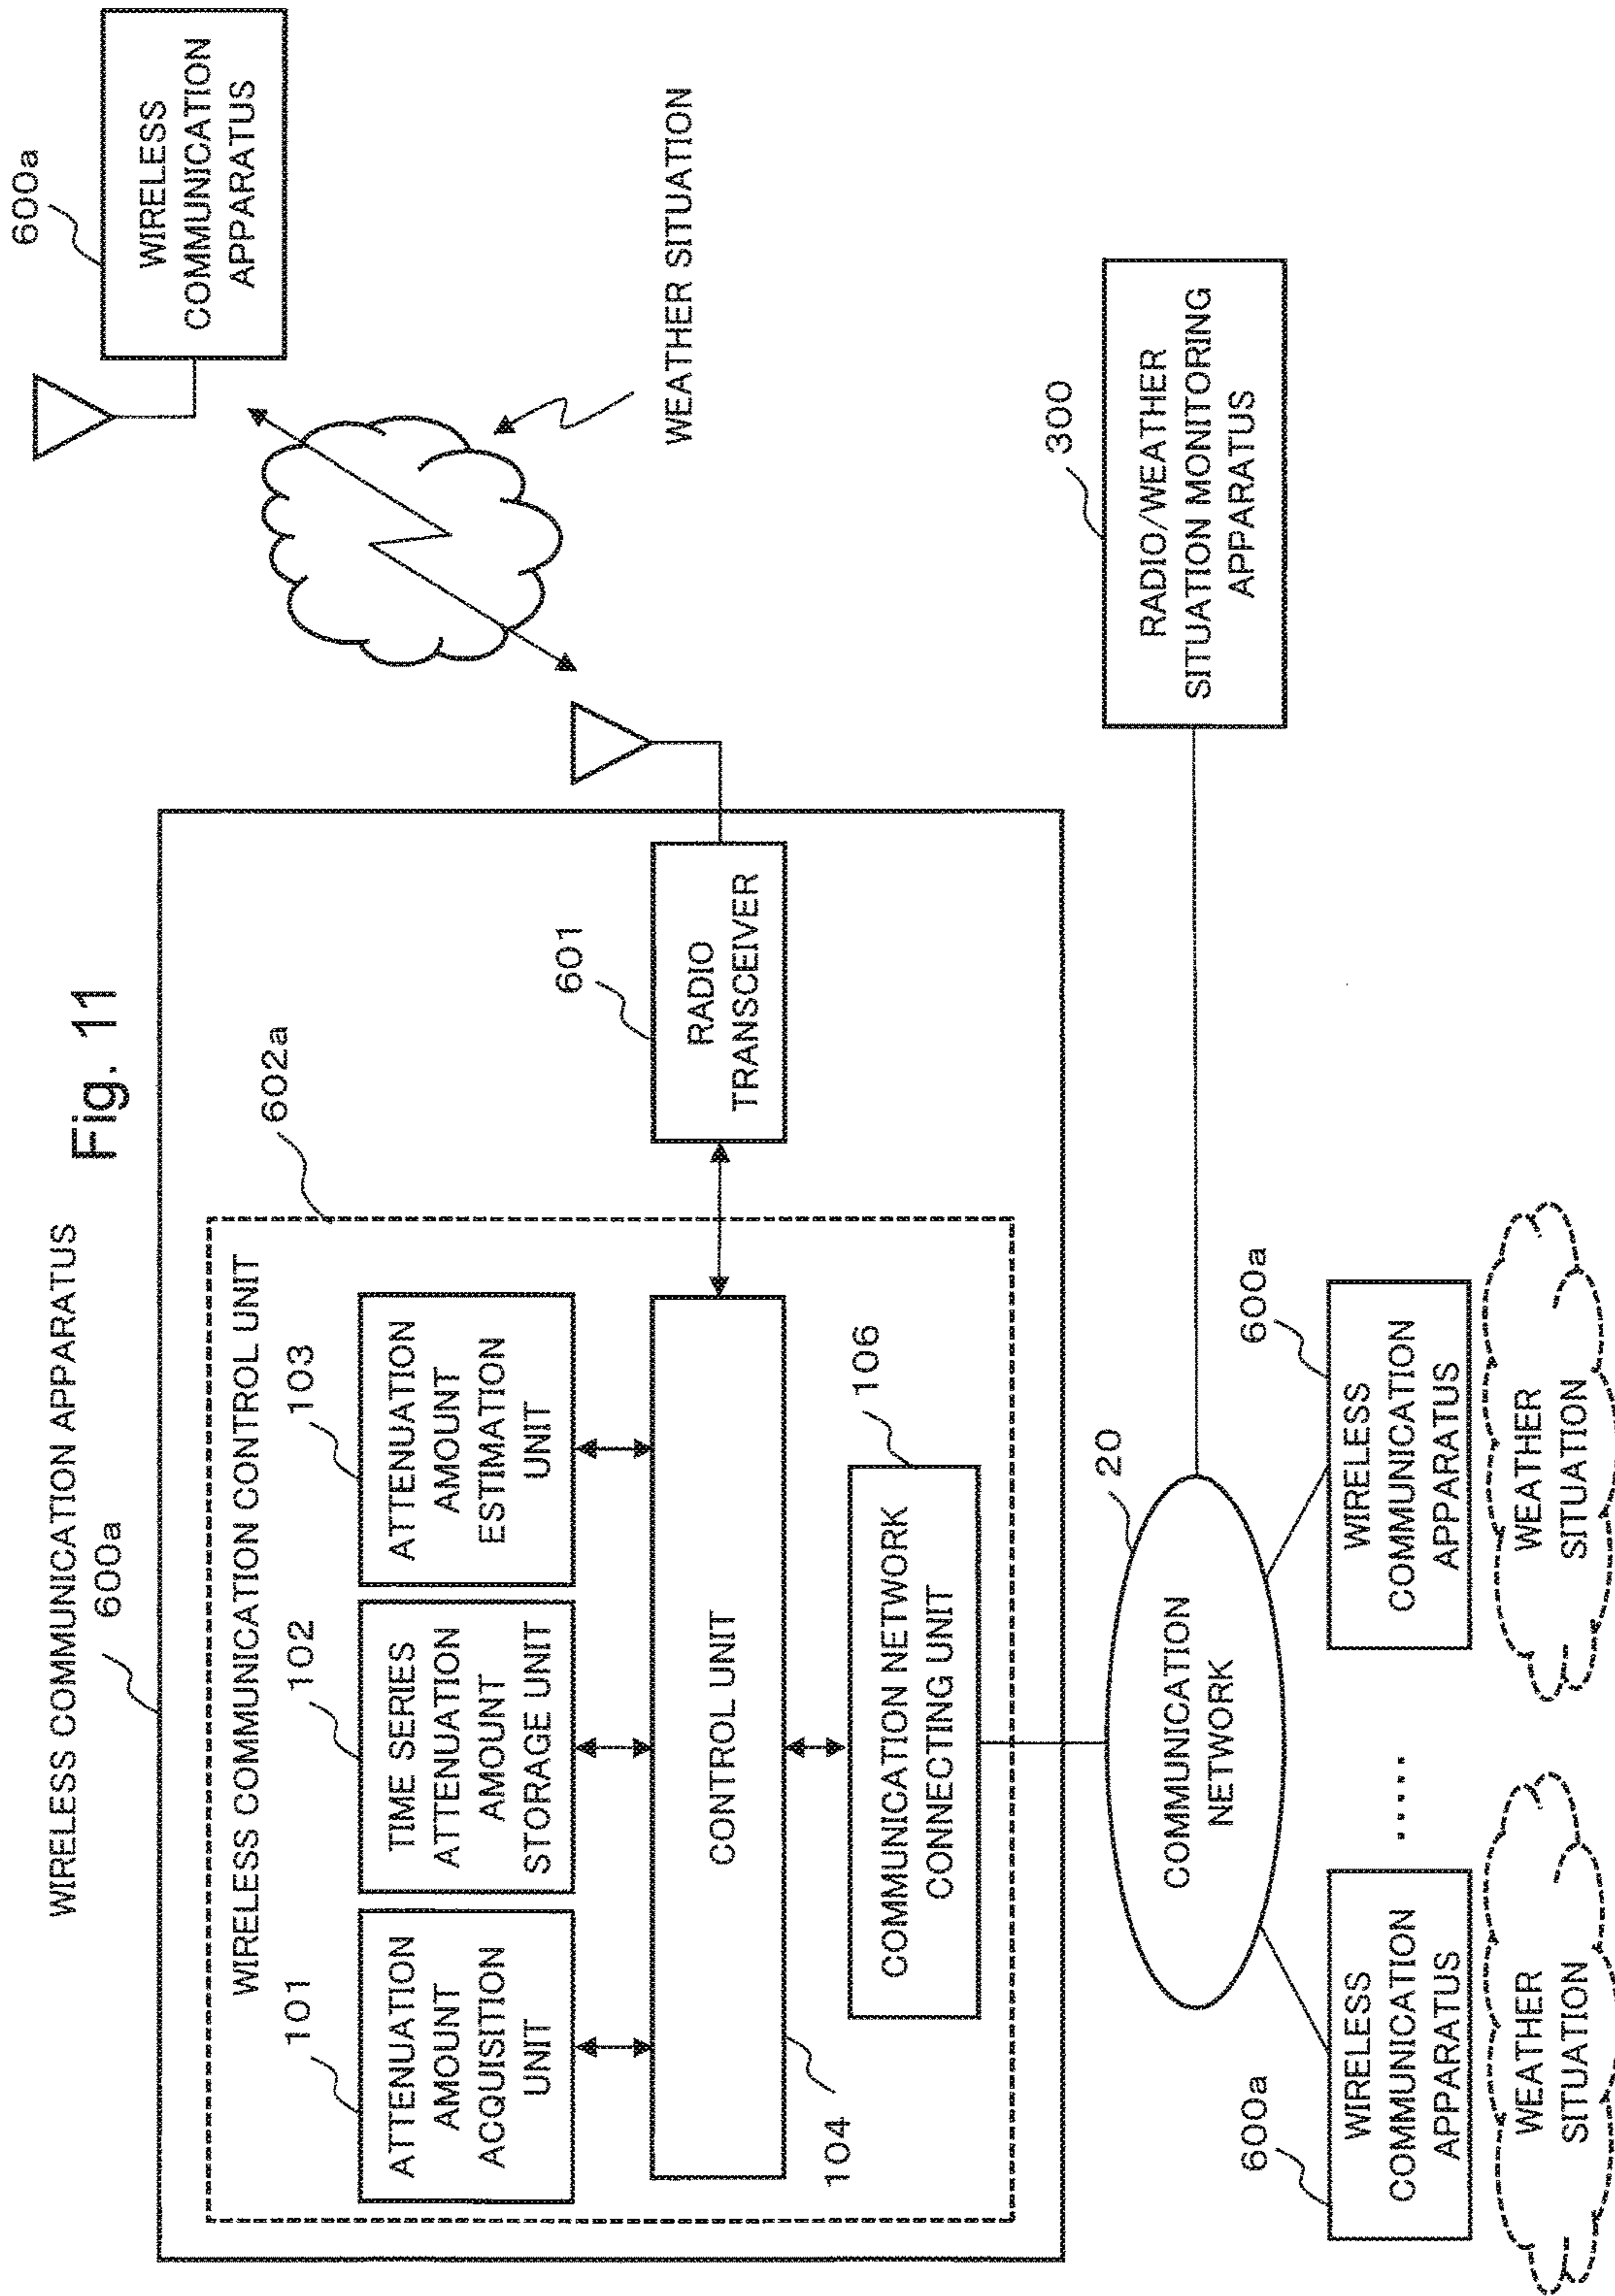 Fig. 11
WIRELESS COMMUNICATION APPARATUS
600a
WIRELESS COMMUNICATION CONTROL UNIT
602a
101
ATTENUATION
AMOUNT
ACQUISITION
UNIT
102
TIME SERIES
ATTENUATION
AMOUNT
STORAGE UNIT
103
ATTENUATION
AMOUNT
ESTIMATION
UNIT
CONTROL UNIT
104
601
RADIO
TRANSCEIVER
COMMUNICATION NETWORK
CONNECTING UNIT
106
600a
WIRELESS
COMMUNICATION
APPARATUS
WEATHER SITUATION
COMMUNICATION
NETWORK
20
300
RADIO/WEATHER
SITUATION MONITORING
APPARATUS
600a
WIRELESS
COMMUNICATION
APPARATUS
WEATHER
SITUATION
.....
600a
WIRELESS
COMMUNICATION
APPARATUS
WEATHER
SITUATION